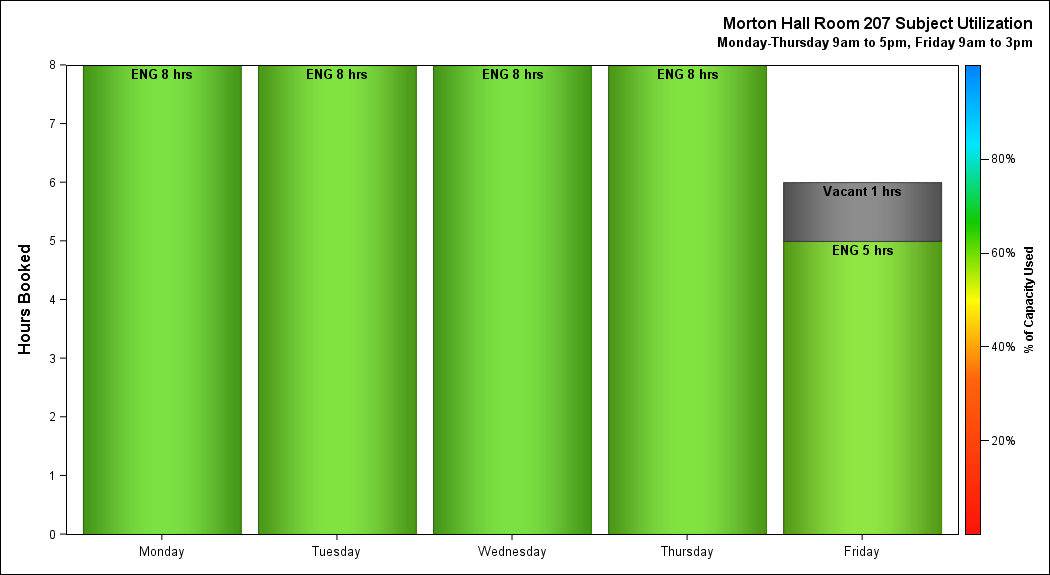 Morton Hall Room 207 Subject Utilization
Monday-Thursday 9am to 5pm, Friday 9am to 3pm
Hours Booked
8
7
6
5
4
3
2
1
0
ENG 8 hrs
ENG 8 hrs
ENG 8 hrs
ENG 8 hrs
Vacant 1 hrs
ENG 5 hrs
Monday
Tuesday
Wednesday
Thursday
Friday
80%
60%
40%
20%
% of Capacity Used